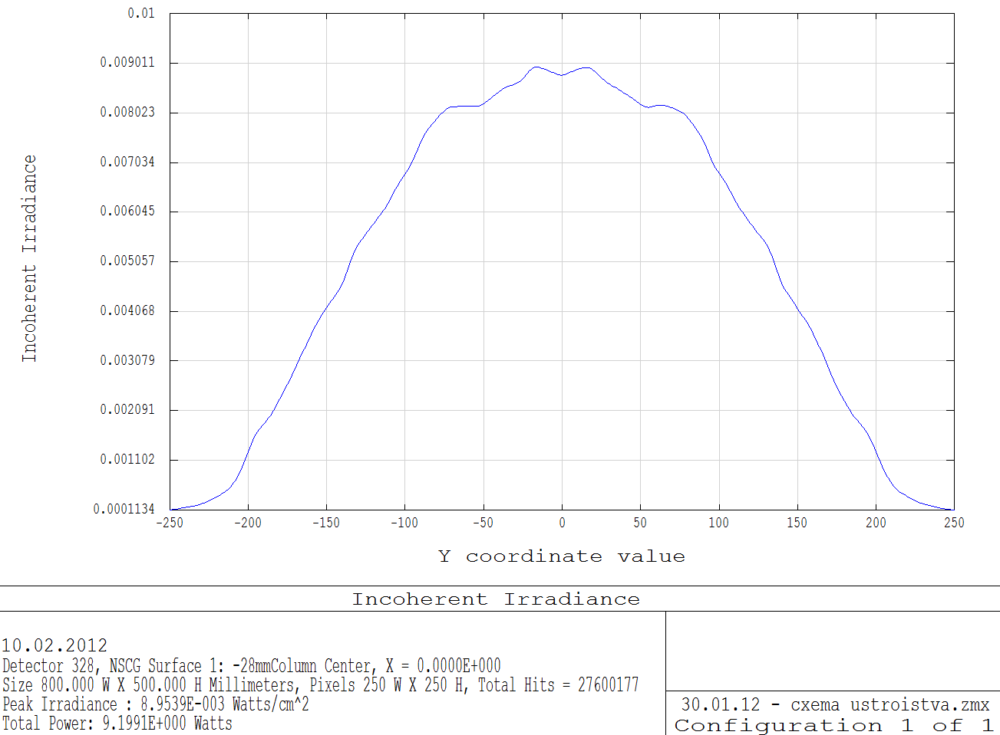 0.01
0.009011
0.008023
0.007034
0.006045
0.005057
0.004068
0.003079
0.002091
0.001102
0.0001134
Incoherent Irradiance
-250 -200 -150 -100 -50 0 50 100 150 200 250
Y coordinate value
Incoherent Irradiance
10.02.2012
Detector 328, NSCG Surface 1: -28mmColumn Center, X = 0.0000E+000
Size 800.000 W X 500.000 H Millimeters, Pixels 250 W X 250 H, Total Hits = 27600177
Peak Irradiance : 8.9539E-003 Watts/cm^2
Total Power: 9.1991E+000 Watts
30.01.12 - cxema ustroistva.zmx
Configuration 1 of 1